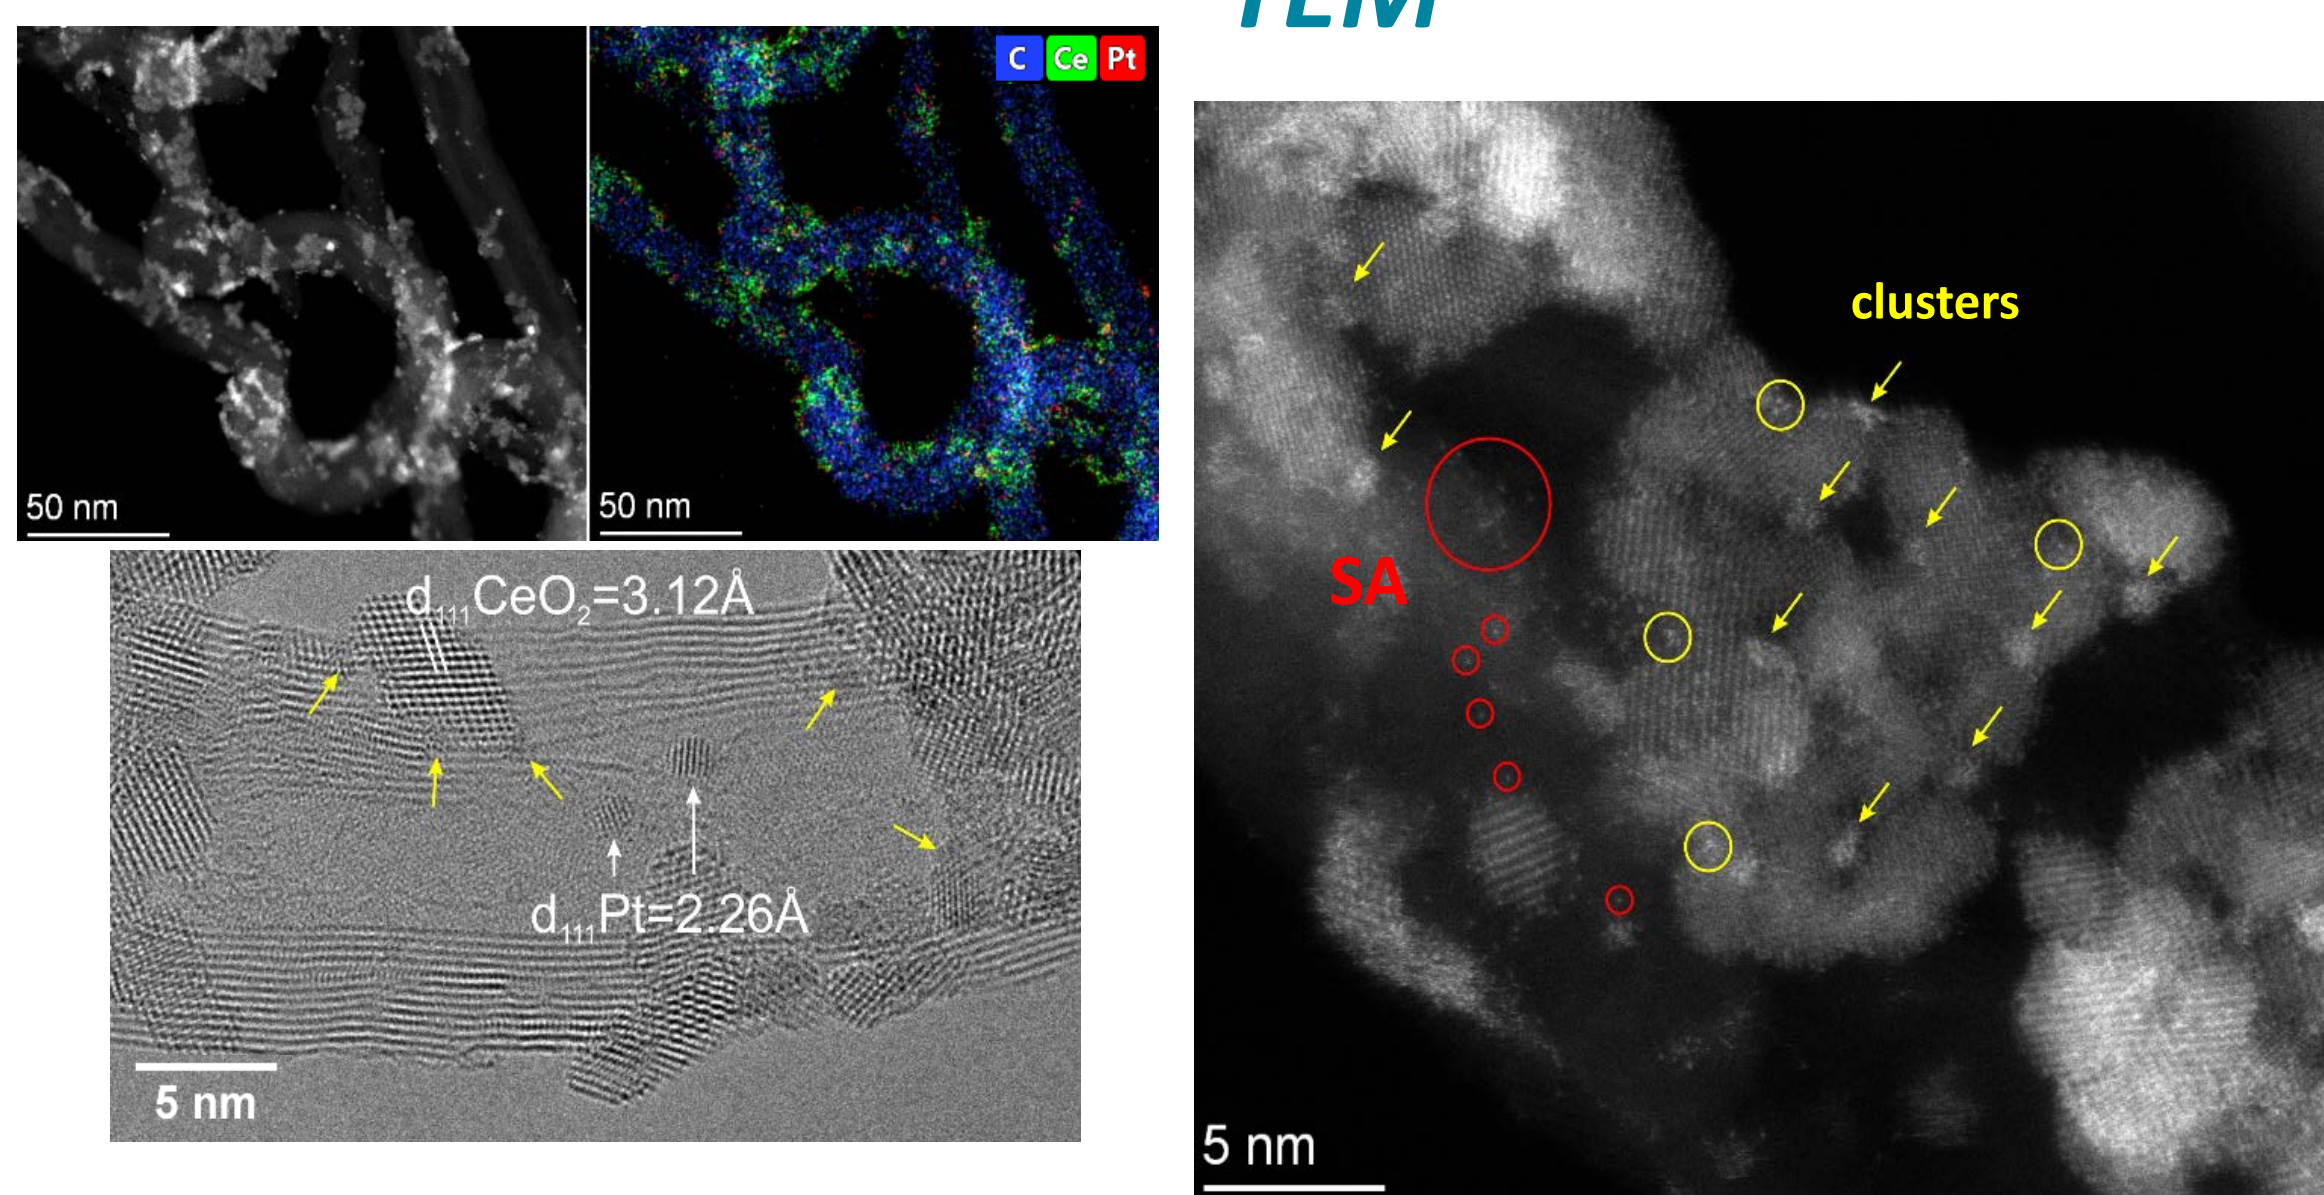 TEM
C Ce Pt
50 nm
50 nm
d₁₁₁CeO₂=3.12Å
d₁₁₁Pt=2.26Å
5 nm
clusters
SA
5 nm